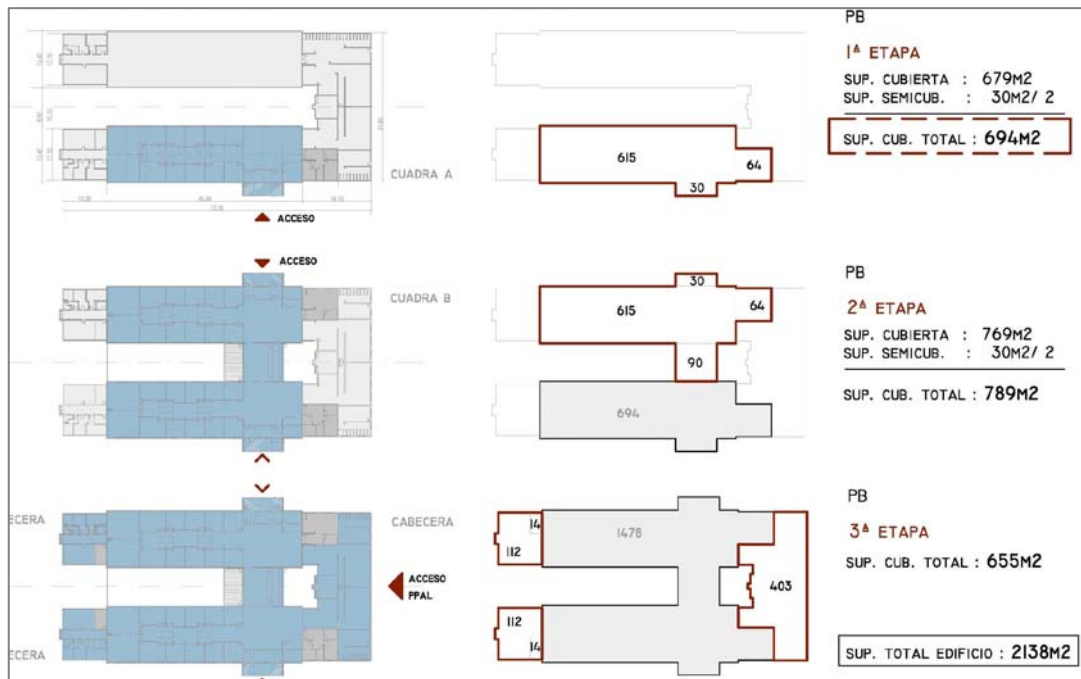 PB
1ª ETAPA
SUP. CUBIERTA : 679M2
SUP. SEMICUB. : 30M2/ 2
SUP. CUB. TOTAL : 694M2
615
64
30
CUADRA A
ACCESO
ACCESO
CUADRA B
30
615
64
90
694
PB
2ª ETAPA
SUP. CUBIERTA : 769M2
SUP. SEMICUB. : 30M2/ 2
SUP. CUB. TOTAL : 789M2
ECERA
CABECERA
ACCESO
PPAL
ECERA
14
112
1478
403
112
14
PB
3ª ETAPA
SUP. CUB. TOTAL : 655M2
SUP. TOTAL EDIFICIO : 2138M2